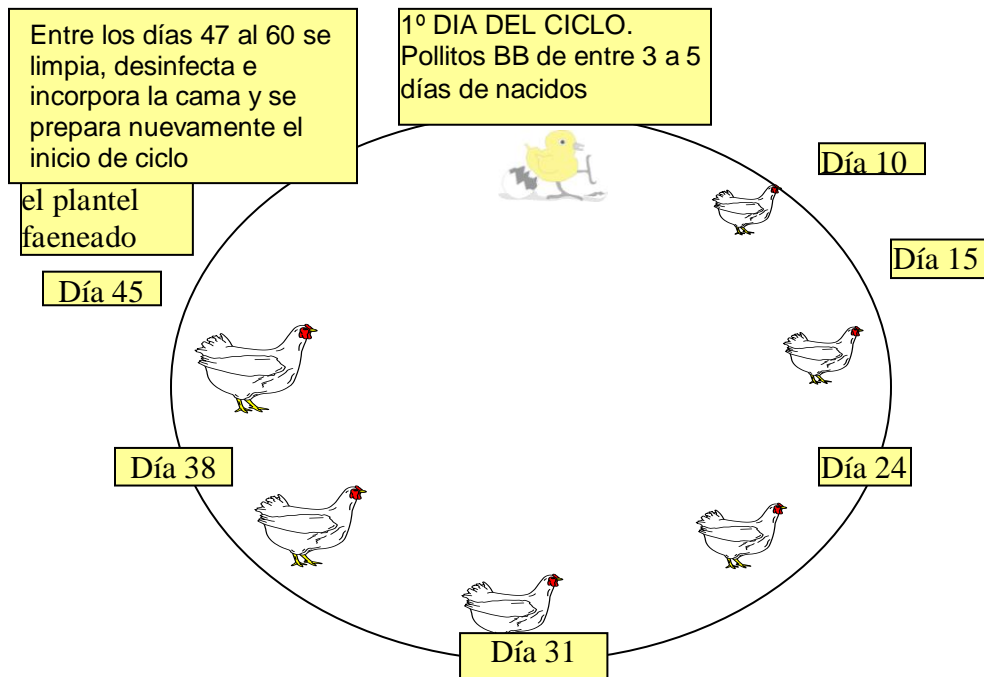 Entre los días 47 al 60 se
limpia, desinfecta e
incorpora la cama y se
prepara nuevamente el
inicio de ciclo
1º DIA DEL CICLO.
Pollitos BB de entre 3 a 5
días de nacidos
Día 10
el plantel
faeneado
Día 15
Día 45
Día 38
Día 24
Día 31